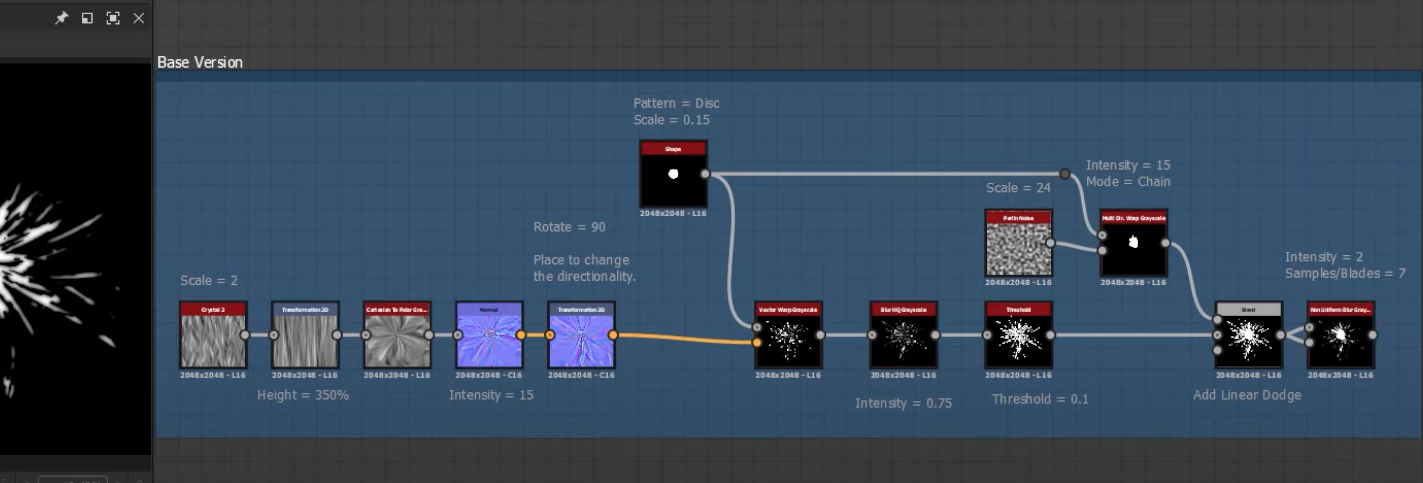 Base Version
Pattern = Disc
Scale = 0.15
Shape
2048x2048 - L16
Intensity = 15
Mode = Chain
Scale = 24
Perlin Noise
2048x2048 - L16
Multi Dir. Warp Grayscale
2048x2048 - L16
Rotate = 90
Place to change
the directionality.
Intensity = 2
Samples/Blades = 7
Scale = 2
Crystal 2
2048x2048 - L16
Transformation 2D
2048x2048 - L16
Cartesian To Polar Gra...
2048x2048 - L16
Normal
2048x2048 - C16
Transformation 2D
2048x2048 - C16
Vector Warp Grayscale
2048x2048 - L16
Blur HQ Grayscale
2048x2048 - L16
Threshold
2048x2048 - L16
Blend
2048x2048 - L16
Non Uniform Blur Gray...
2048x2048 - L16
Height = 350%
Intensity = 15
Intensity = 0.75
Threshold = 0.1
Add Linear Dodge